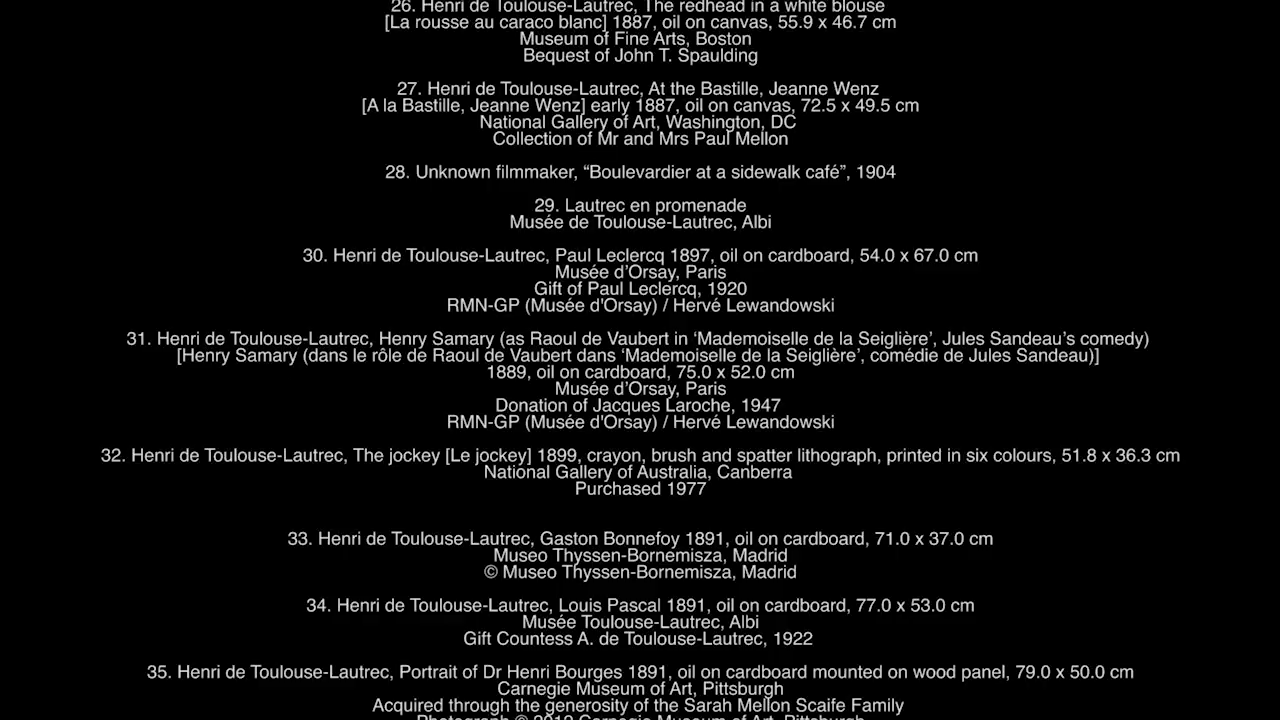 26. Henri de Toulouse-Lautrec, The redhead in a white blouse
[La rousse au caraco blanc] 1887, oil on canvas, 55.9 x 46.7 cm
Museum of Fine Arts, Boston
Bequest of John T. Spaulding
27. Henri de Toulouse-Lautrec, At the Bastille, Jeanne Wenz
[A la Bastille, Jeanne Wenz] early 1887, oil on canvas, 72.5 x 49.5 cm
National Gallery of Art, Washington, DC
Collection of Mr and Mrs Paul Mellon
28. Unknown filmmaker, “Boulevardier at a sidewalk café”, 1904
29. Lautrec en promenade
Musée de Toulouse-Lautrec, Albi
30. Henri de Toulouse-Lautrec, Paul Leclercq 1897, oil on cardboard, 54.0 x 67.0 cm
Musée d’Orsay, Paris
Gift of Paul Leclercq, 1920
RMN-GP (Musée d'Orsay) / Hervé Lewandowski
31. Henri de Toulouse-Lautrec, Henry Samary (as Raoul de Vaubert in ‘Mademoiselle de la Seiglière’, Jules Sandeau’s comedy)
[Henry Samary (dans le rôle de Raoul de Vaubert dans ‘Mademoiselle de la Seiglière’, comédie de Jules Sandeau)]
1889, oil on cardboard, 75.0 x 52.0 cm
Musée d’Orsay, Paris
Donation of Jacques Laroche, 1947
RMN-GP (Musée d'Orsay) / Hervé Lewandowski
32. Henri de Toulouse-Lautrec, The jockey [Le jockey] 1899, crayon, brush and spatter lithograph, printed in six colours, 51.8 x 36.3 cm
National Gallery of Australia, Canberra
Purchased 1977
33. Henri de Toulouse-Lautrec, Gaston Bonnefoy 1891, oil on cardboard, 71.0 x 37.0 cm
Museo Thyssen-Bornemisza, Madrid
© Museo Thyssen-Bornemisza, Madrid
34. Henri de Toulouse-Lautrec, Louis Pascal 1891, oil on cardboard, 77.0 x 53.0 cm
Musée Toulouse-Lautrec, Albi
Gift Countess A. de Toulouse-Lautrec, 1922
35. Henri de Toulouse-Lautrec, Portrait of Dr Henri Bourges 1891, oil on cardboard mounted on wood panel, 79.0 x 50.0 cm
Carnegie Museum of Art, Pittsburgh
Acquired through the generosity of the Sarah Mellon Scaife Family
Photograph © 2012 Carnegie Museum of Art, Pittsburgh